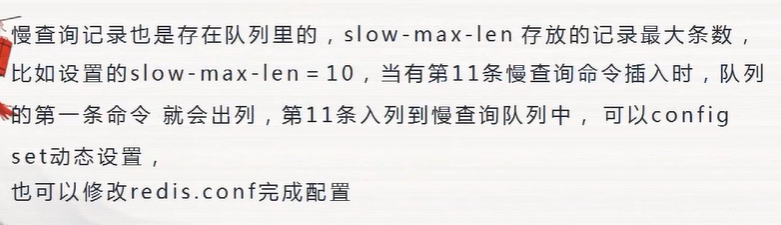 慢查询记录也是存在队列里的，slow-max-len 存放的记录最大条数，
比如设置的slow-max-len＝10，当有第11条慢查询命令插入时，队列
的第一条命令 就会出列，第11条入列到慢查询队列中， 可以config
set动态设置，
也可以修改redis.conf完成配置